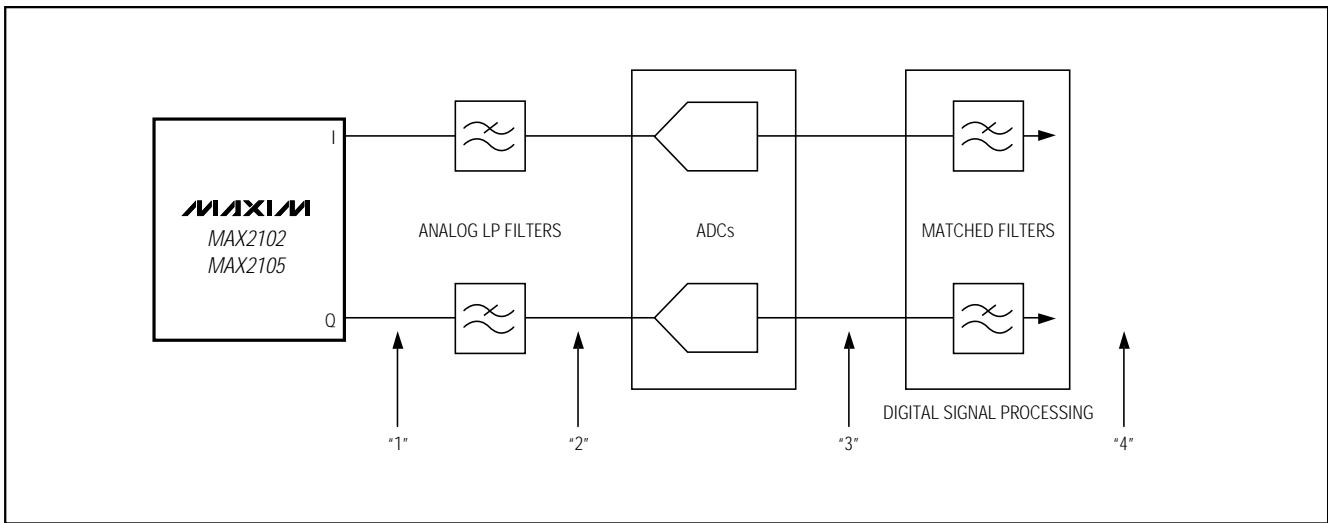 I
MAXIM
MAX2102
MAX2105
Q
ANALOG LP FILTERS
ADCs
MATCHED FILTERS
DIGITAL SIGNAL PROCESSING
"1"
"2"
"3"
"4"